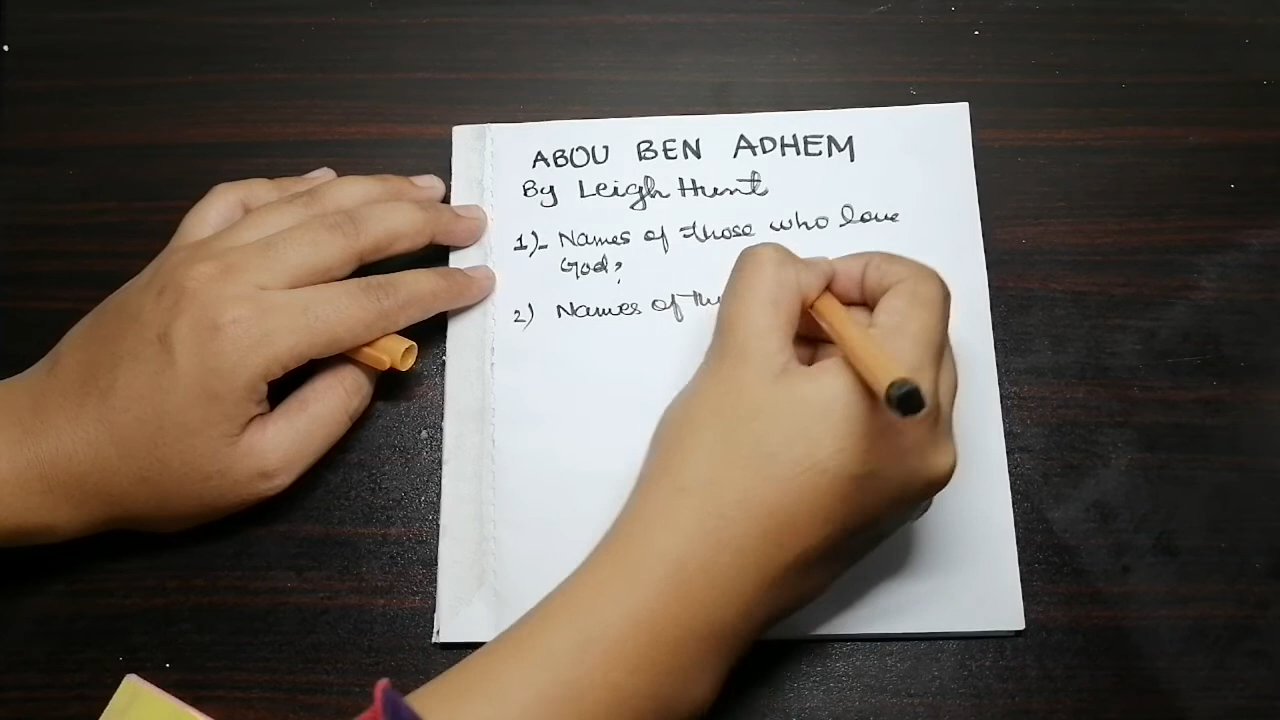 ABOU BEN ADHEM
By Leigh Hunt
1)- Names of those who love
God,
2) Names of